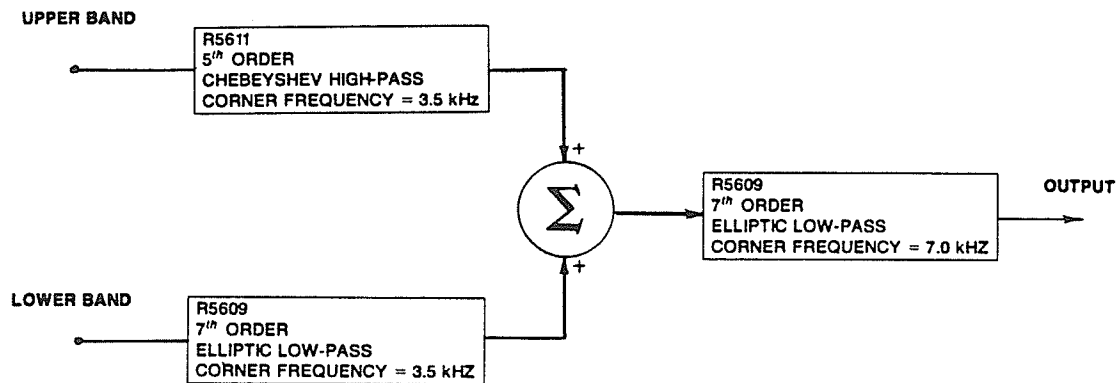 UPPER BAND
R5611
5th ORDER
CHEBEYSHEV HIGH-PASS
CORNER FREQUENCY = 3.5 kHz
+
Σ
+
R5609
7th ORDER
ELLIPTIC LOW-PASS
CORNER FREQUENCY = 7.0 kHZ
OUTPUT
LOWER BAND
R5609
7th ORDER
ELLIPTIC LOW-PASS
CORNER FREQUENCY = 3.5 kHZ